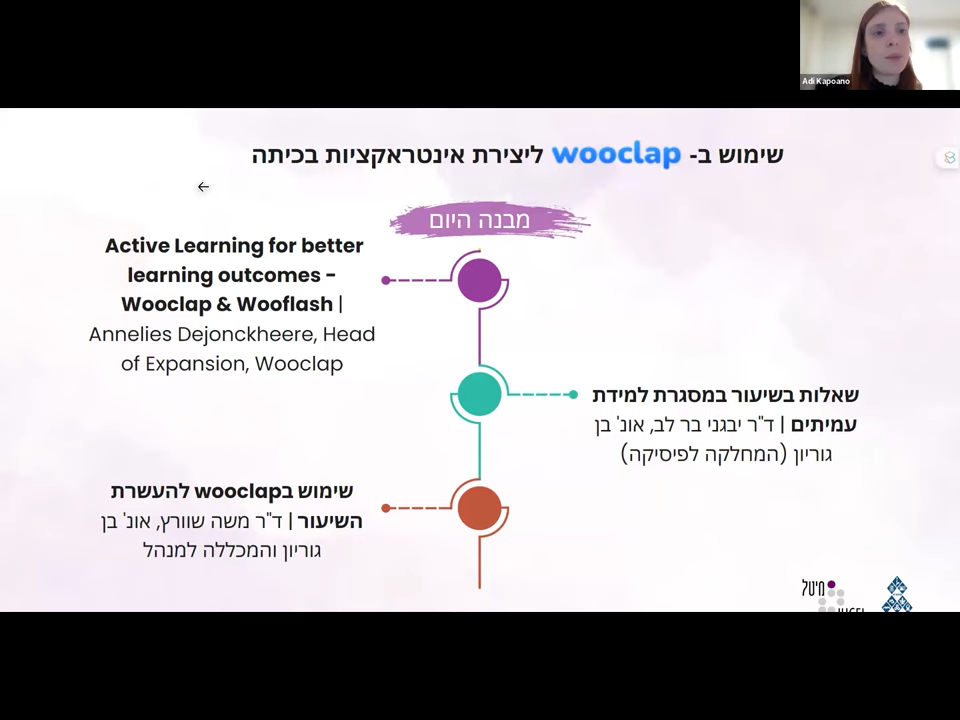 Adi Kapoano
שימוש ב- wooclap ליצירת אינטראקציות בכיתה
מבנה היום
Active Learning for better
learning outcomes -
Wooclap & Wooflash |
Annelies Dejonckheere, Head
of Expansion, Wooclap
שאלות בשיעור במסגרת למידת
עמיתים | ד"ר יבגני בר לב, אונ' בן
גוריון (המחלקה לפיסיקה)
שימוש בwooclap להעשרת
השיעור | ד"ר משה שוורץ, אונ' בן
גוריון והמכללה למנהל
מיטל